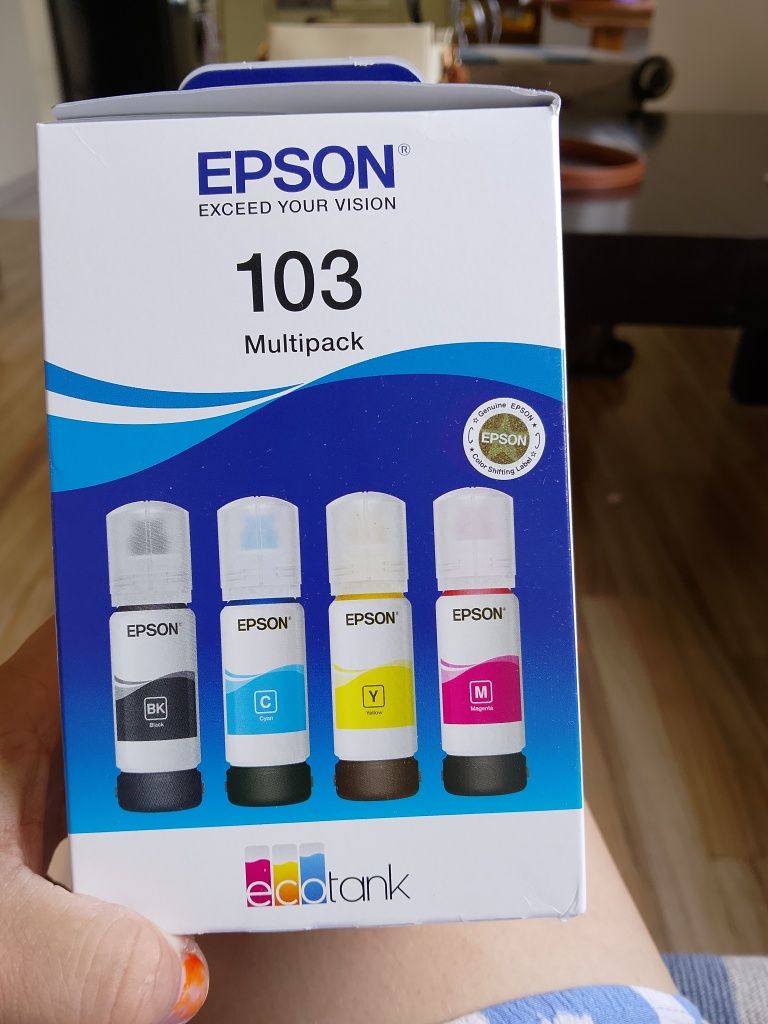 EPSON®
EXCEED YOUR VISION
103
Multipack
Genuine EPSON
EPSON
Color Shifting Label
EPSON
BK
Black
EPSON
C
Cyan
EPSON
Y
Yellow
EPSON
M
Magenta
ecotank